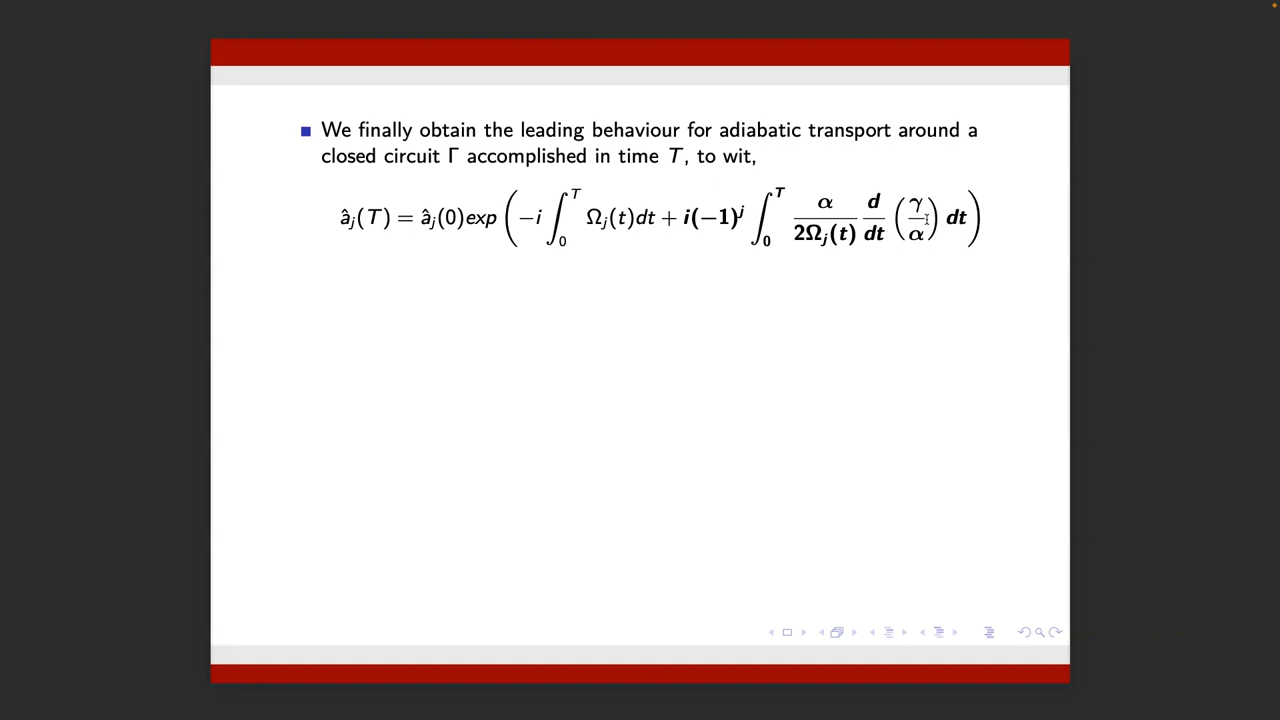 We finally obtain the leading behaviour for adiabatic transport around a
closed circuit Γ accomplished in time T, to wit,
â_j(T) = â_j(0)exp(−i ∫_0^T Ω_j(t)dt + i(−1)^j ∫_0^T α/(2Ω_j(t)) d/dt (γ/α) dt)